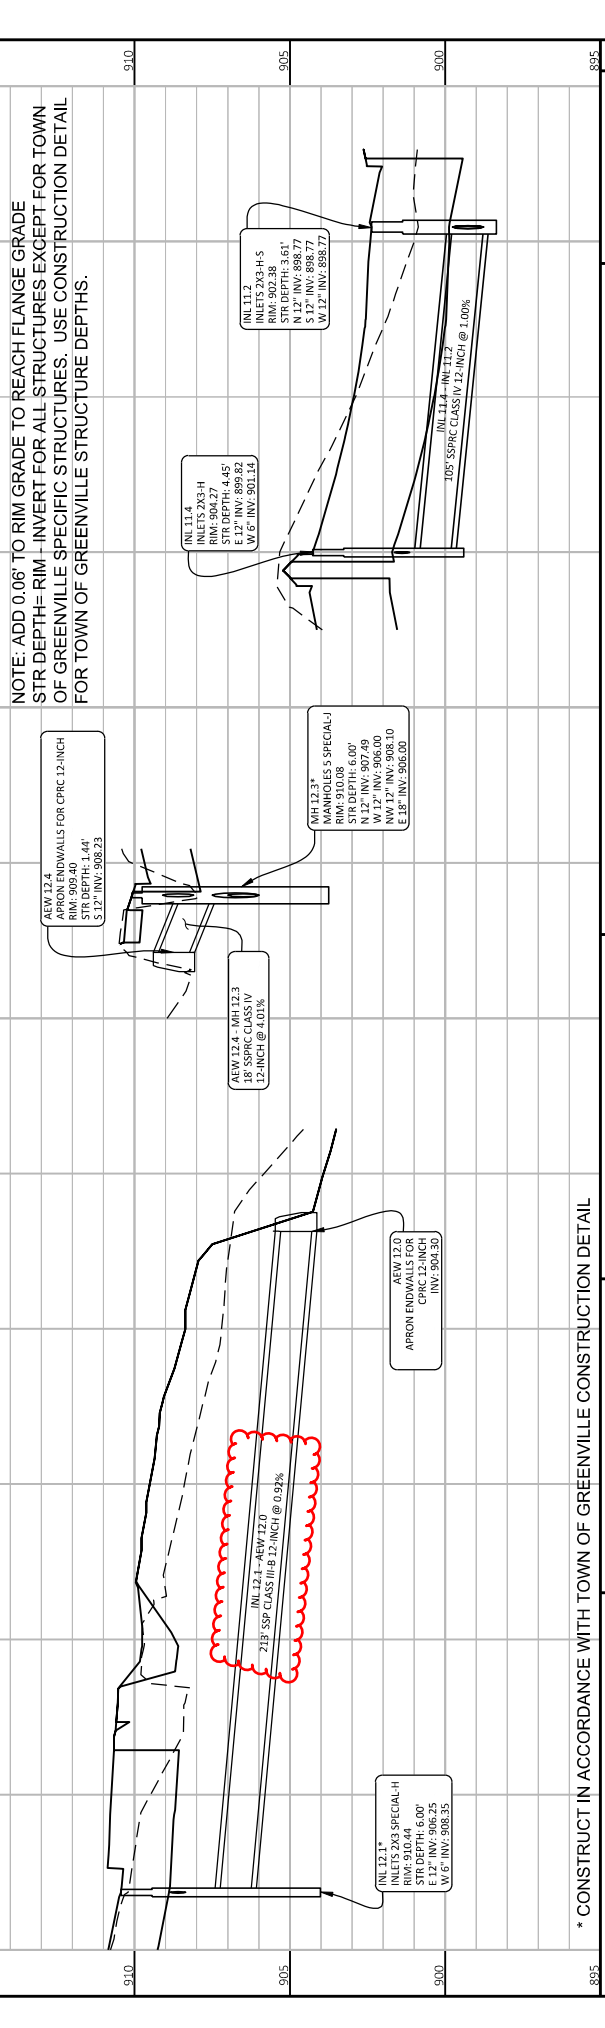 NOTE: ADD 0.06' TO RIM GRADE TO REACH FLANGE GRADE
STR DEPTH= RIM - INVERT FOR ALL STRUCTURES EXCEPT FOR TOWN
OF GREENVILLE SPECIFIC STRUCTURES. USE CONSTRUCTION DETAIL
FOR TOWN OF GREENVILLE STRUCTURE DEPTHS.
910
905
900
895
INL 12.1*
INLETS 2X3 SPECIAL-H
RIM: 910.44
STR DEPTH: 6.00'
E 12" INV: 906.25
W 6" INV: 908.35
INL 12.1 - AEW 12.0
213' SSP CLASS III-B 12-INCH @ 0.92%
AEW 12.0
APRON ENDWALLS FOR
CPRC 12-INCH
INV: 904.30
AEW 12.4
APRON ENDWALLS FOR CPRC 12-INCH
RIM: 909.40
STR DEPTH: 1.44'
S 12" INV: 908.23
AEW 12.4 - MH 12.3
18' SSPRC CLASS IV
12-INCH @ 4.01%
MH 12.3*
MANHOLES 5 SPECIAL-J
RIM: 910.08
STR DEPTH: 6.00'
N 12" INV: 907.49
W 12" INV: 906.00
NW 12" INV: 908.10
E 18" INV: 906.00
INL 11.4
INLETS 2X3-H
RIM: 904.27
STR DEPTH: 4.45'
E 12" INV: 899.82
W 6" INV: 901.14
INL 11.4 - INL 11.2
105' SSPRC CLASS IV 12-INCH @ 1.00%
INL 11.2
INLETS 2X3-H-S
RIM: 902.38
STR DEPTH: 3.61'
N 12" INV: 898.77
S 12" INV: 898.77
W 12" INV: 898.77
910
905
900
895
* CONSTRUCT IN ACCORDANCE WITH TOWN OF GREENVILLE CONSTRUCTION DETAIL